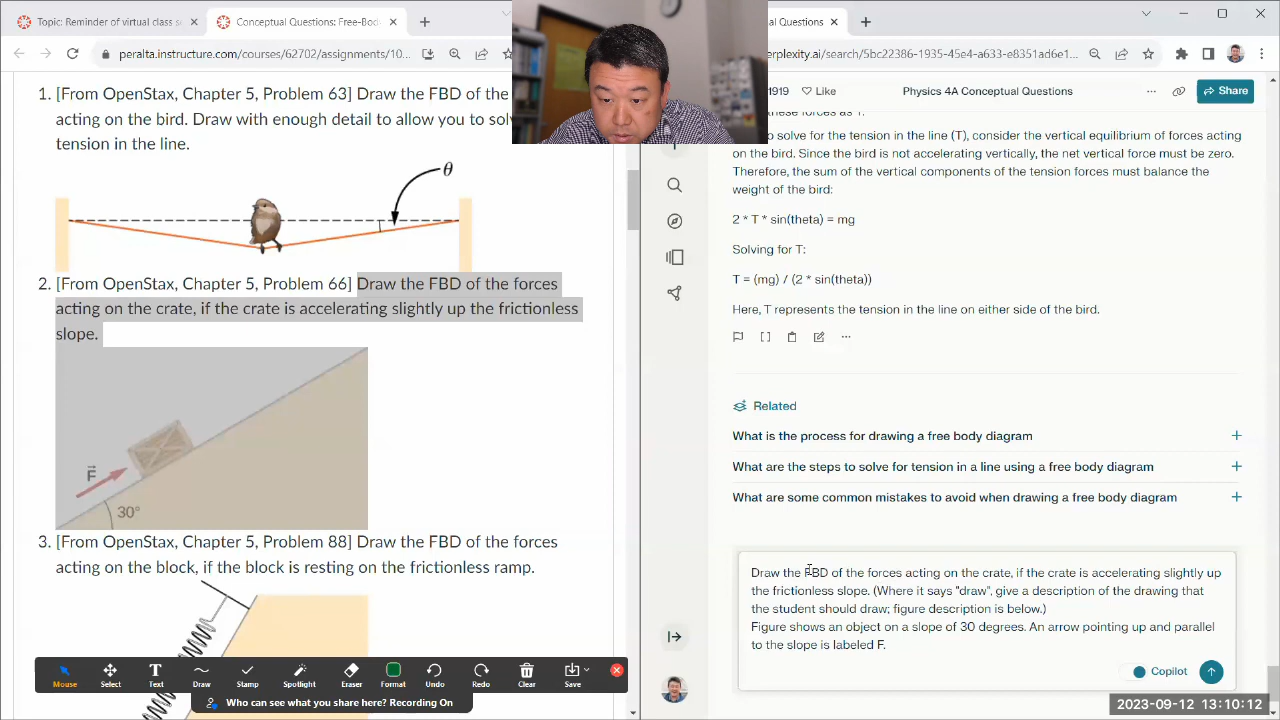 Topic: Reminder of virtual class s
Conceptual Questions: Free-Bod
al Questions
peralta.instructure.com/courses/62702/assignments/10...
perplexity.ai/search/5bc22386-1935-45e4-a633-e8351ad6e1...
1. [From OpenStax, Chapter 5, Problem 63] Draw the FBD of the
acting on the bird. Draw with enough detail to allow you to solv
tension in the line.
θ
2. [From OpenStax, Chapter 5, Problem 66] Draw the FBD of the forces
acting on the crate, if the crate is accelerating slightly up the frictionless
slope.
F
30°
3. [From OpenStax, Chapter 5, Problem 88] Draw the FBD of the forces
acting on the block, if the block is resting on the frictionless ramp.
1919 Like Physics 4A Conceptual Questions Share
these forces as T.
to solve for the tension in the line (T), consider the vertical equilibrium of forces acting
on the bird. Since the bird is not accelerating vertically, the net vertical force must be zero.
Therefore, the sum of the vertical components of the tension forces must balance the
weight of the bird:
2 * T * sin(theta) = mg
Solving for T:
T = (mg) / (2 * sin(theta))
Here, T represents the tension in the line on either side of the bird.
Related
What is the process for drawing a free body diagram
What are the steps to solve for tension in a line using a free body diagram
What are some common mistakes to avoid when drawing a free body diagram
Draw the FBD of the forces acting on the crate, if the crate is accelerating slightly up
the frictionless slope. (Where it says "draw", give a description of the drawing that
the student should draw; figure description is below.)
Figure shows an object on a slope of 30 degrees. An arrow pointing up and parallel
to the slope is labeled F.
Copilot
Mouse Select Text Draw Stamp Spotlight Eraser Format Undo Redo Clear Save
Who can see what you share here? Recording On
2023-09-12 13:10:12